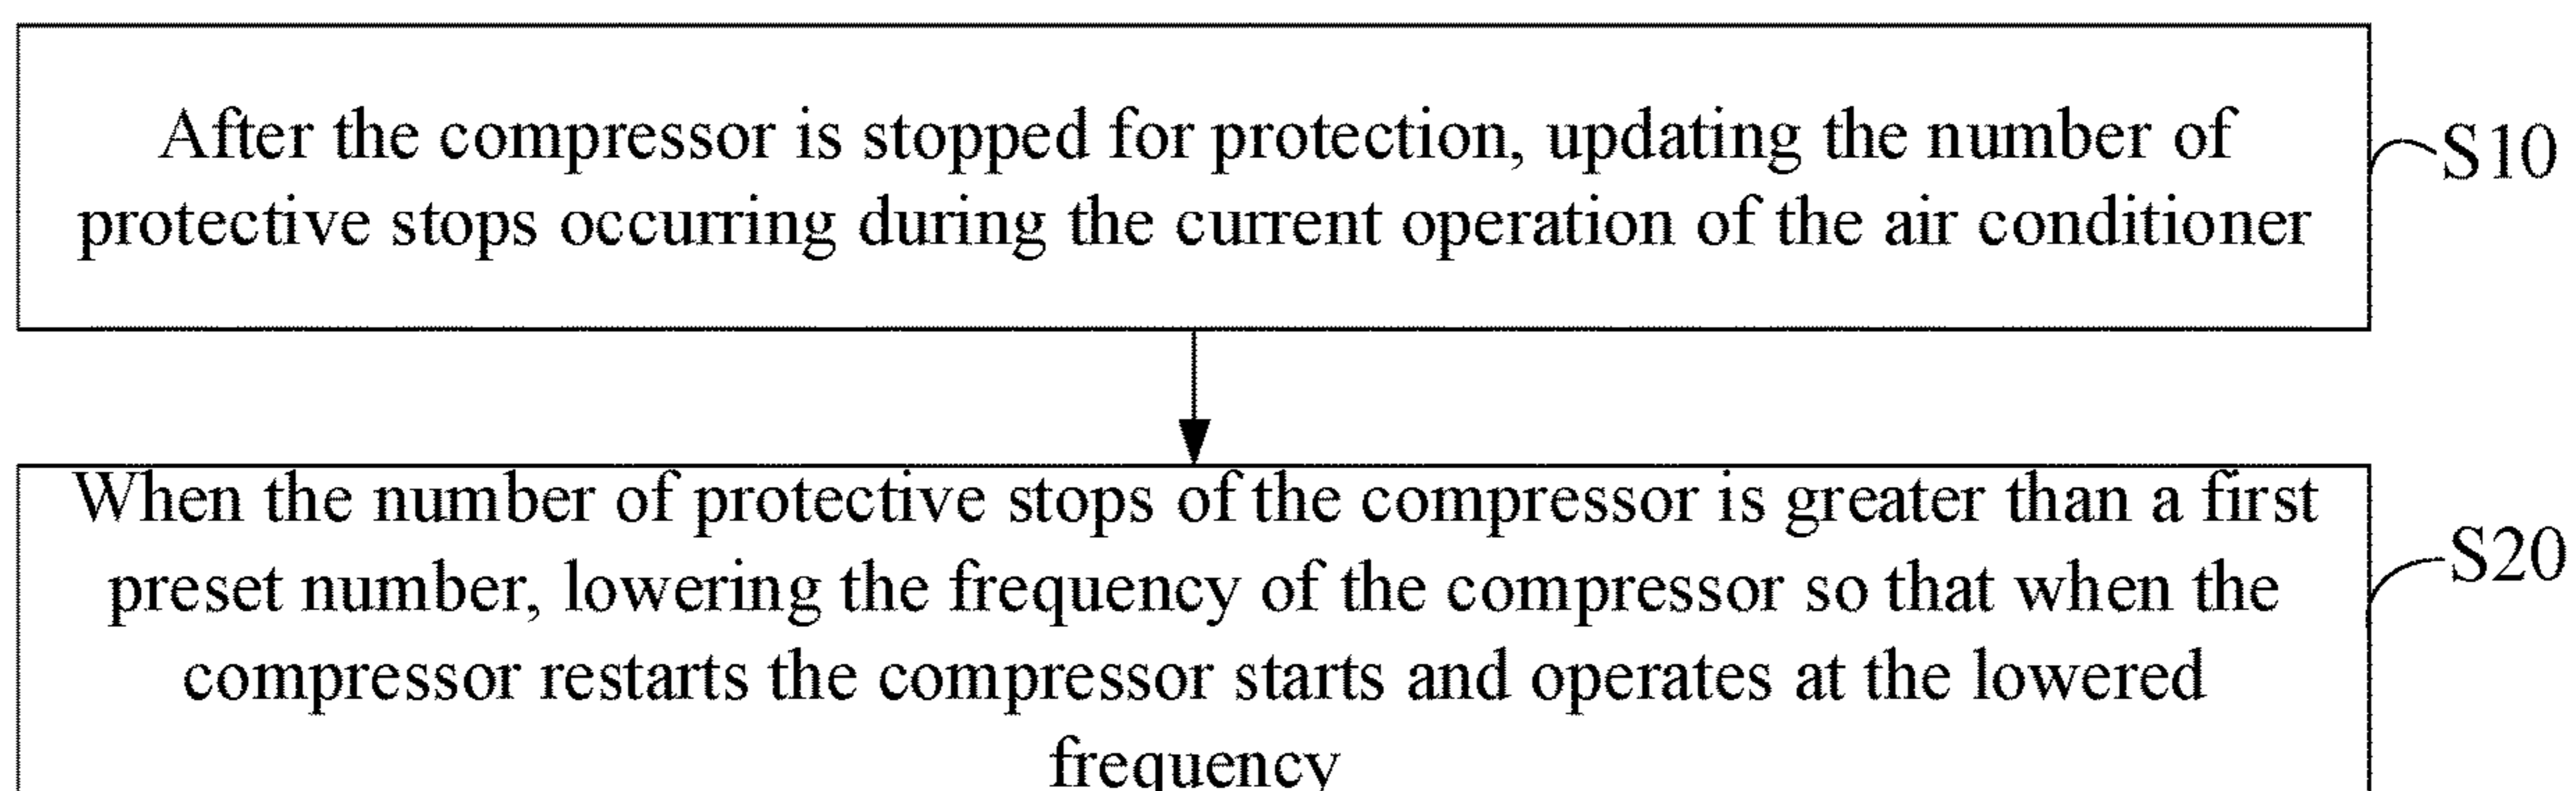 After the compressor is stopped for protection, updating the number of
protective stops occurring during the current operation of the air conditioner
S10
When the number of protective stops of the compressor is greater than a first
preset number, lowering the frequency of the compressor so that when the
compressor restarts the compressor starts and operates at the lowered
frequency
S20